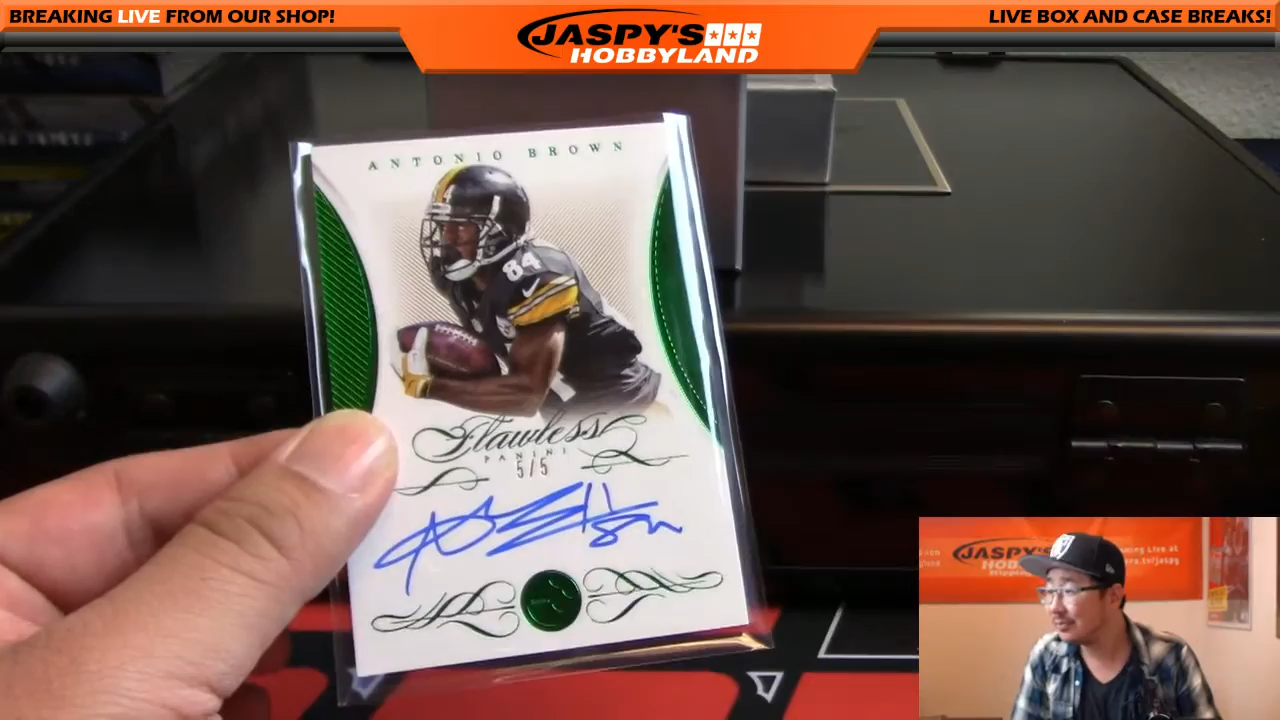 BREAKING LIVE FROM OUR SHOP!
JASPY'S
HOBBYLAND
LIVE BOX AND CASE BREAKS!
ANTONIO BROWN
84
Flawless
PANINI
5/5
JASPY'S
HOBB